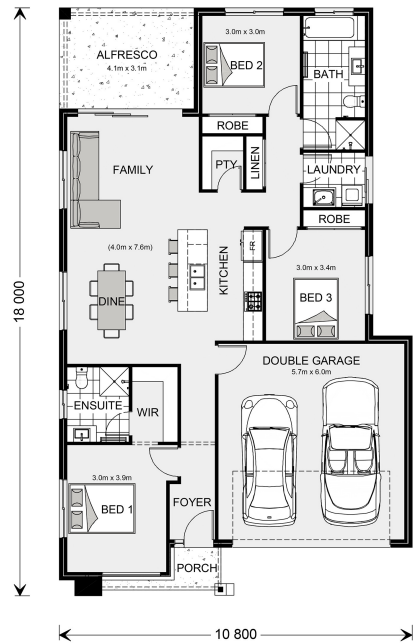 ALFRESCO
4.1m x 3.1m
3.0m x 3.0m
BED 2
BATH
ROBE
FAMILY
PTY
LINEN
LAUNDRY
ROBE
(4.0m x 7.6m)
KITCHEN
FR
3.0m x 3.4m
BED 3
DINE
18 000
DOUBLE GARAGE
5.7m x 6.0m
ENSUITE
WIR
3.0m x 3.9m
BED 1
FOYER
PORCH
10 800